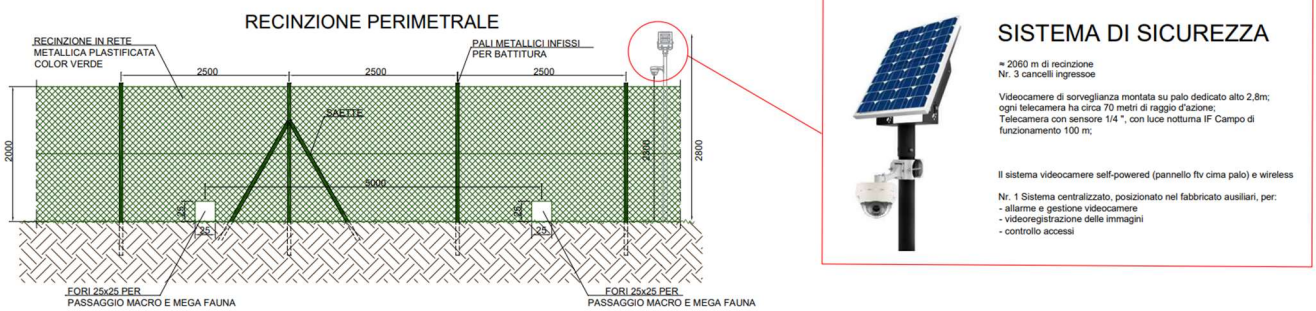 RECINZIONE PERIMETRALE
RECINZIONE IN RETE
METALLICA PLASTIFICATA
COLOR VERDE
PALI METALLICI INFISSI
PER BATTITURA
2500
2500
2500
SAETTE
2000
2300
2800
5000
25
25
25
25
FORI 25x25 PER
PASSAGGIO MACRO E MEGA FAUNA
FORI 25x25 PER
PASSAGGIO MACRO E MEGA FAUNA
SISTEMA DI SICUREZZA
≈ 2060 m di recinzione
Nr. 3 cancelli ingressoe
Videocamere di sorveglianza montata su palo dedicato alto 2,8m;
ogni telecamera ha circa 70 metri di raggio d'azione;
Telecamera con sensore 1/4 ", con luce notturna IF Campo di
funzionamento 100 m;
Il sistema videocamere self-powered (pannello ftv cima palo) e wireless
Nr. 1 Sistema centralizzato, posizionato nel fabbricato ausiliari, per:
- allarme e gestione videocamere
- videoregistrazione delle immagini
- controllo accessi